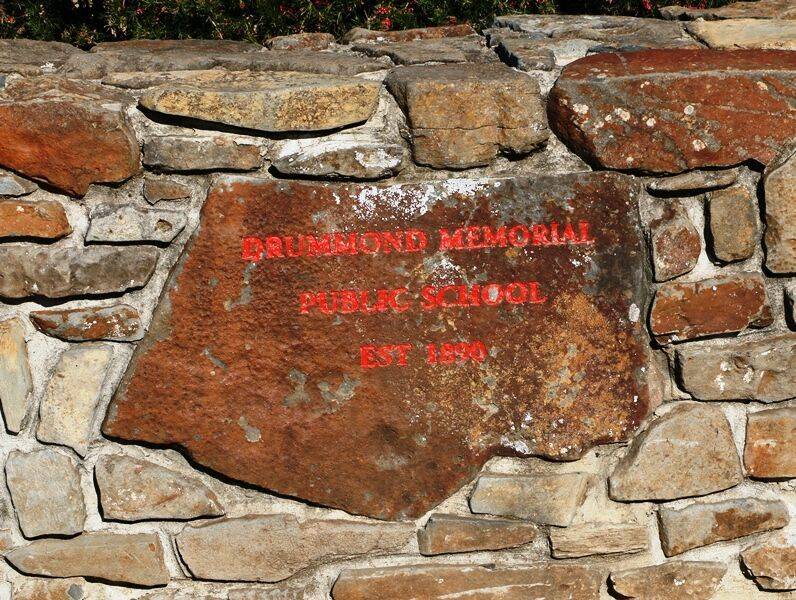 DRUMMOND MEMORIAL
PUBLIC SCHOOL
EST 1890